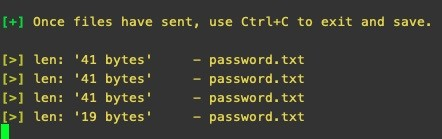 [+] Once files have sent, use Ctrl+C to exit and save.
[>] len: '41 bytes' - password.txt
[>] len: '41 bytes' - password.txt
[>] len: '41 bytes' - password.txt
[>] len: '19 bytes' - password.txt